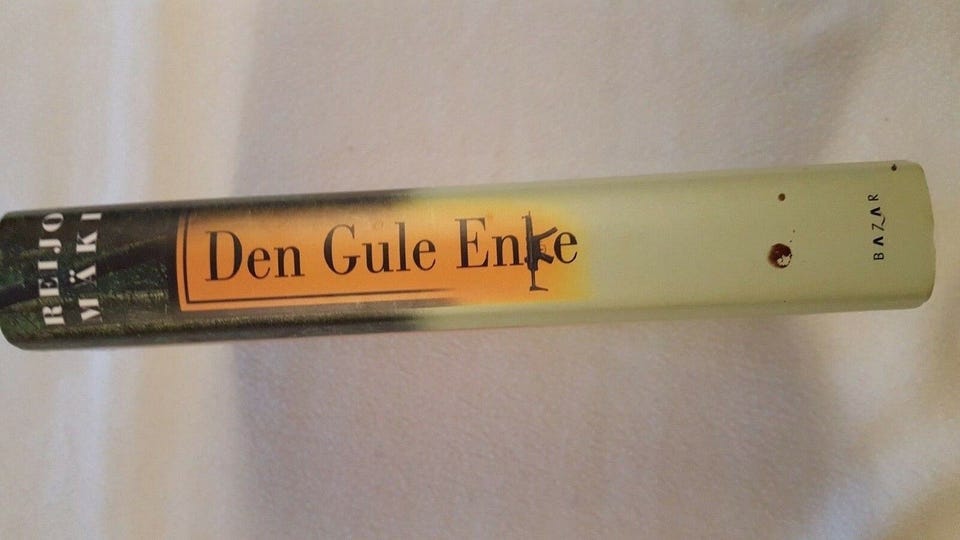 REIJO
MÄKI
Den Gule Enke
BAZAR